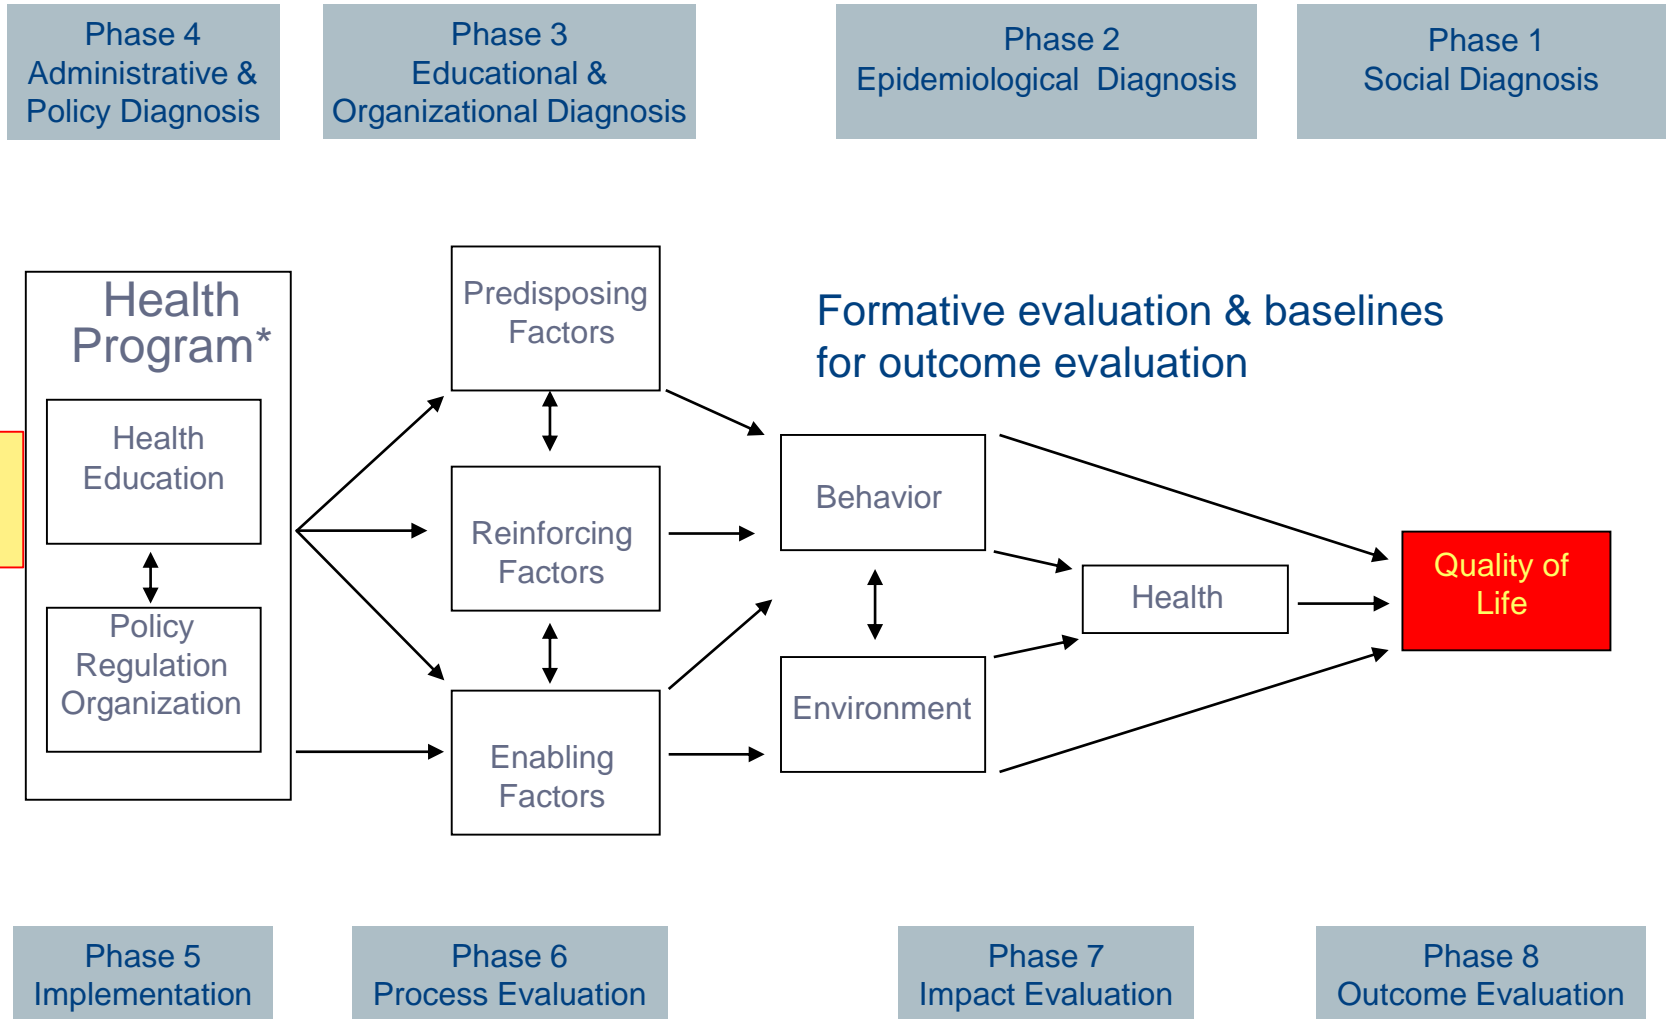 Phase 4
Administrative &
Policy Diagnosis
Phase 3
Educational &
Organizational Diagnosis
Phase 2
Epidemiological  Diagnosis
Phase 1
Social Diagnosis
Health
Program*
Health
Education
Policy
Regulation
Organization
Predisposing
Factors
Reinforcing
Factors
Enabling
Factors
Formative evaluation & baselines
for outcome evaluation
Behavior
Environment
Health
Quality of
Life
Phase 5
Implementation
Phase 6
Process Evaluation
Phase 7
Impact Evaluation
Phase 8
Outcome Evaluation